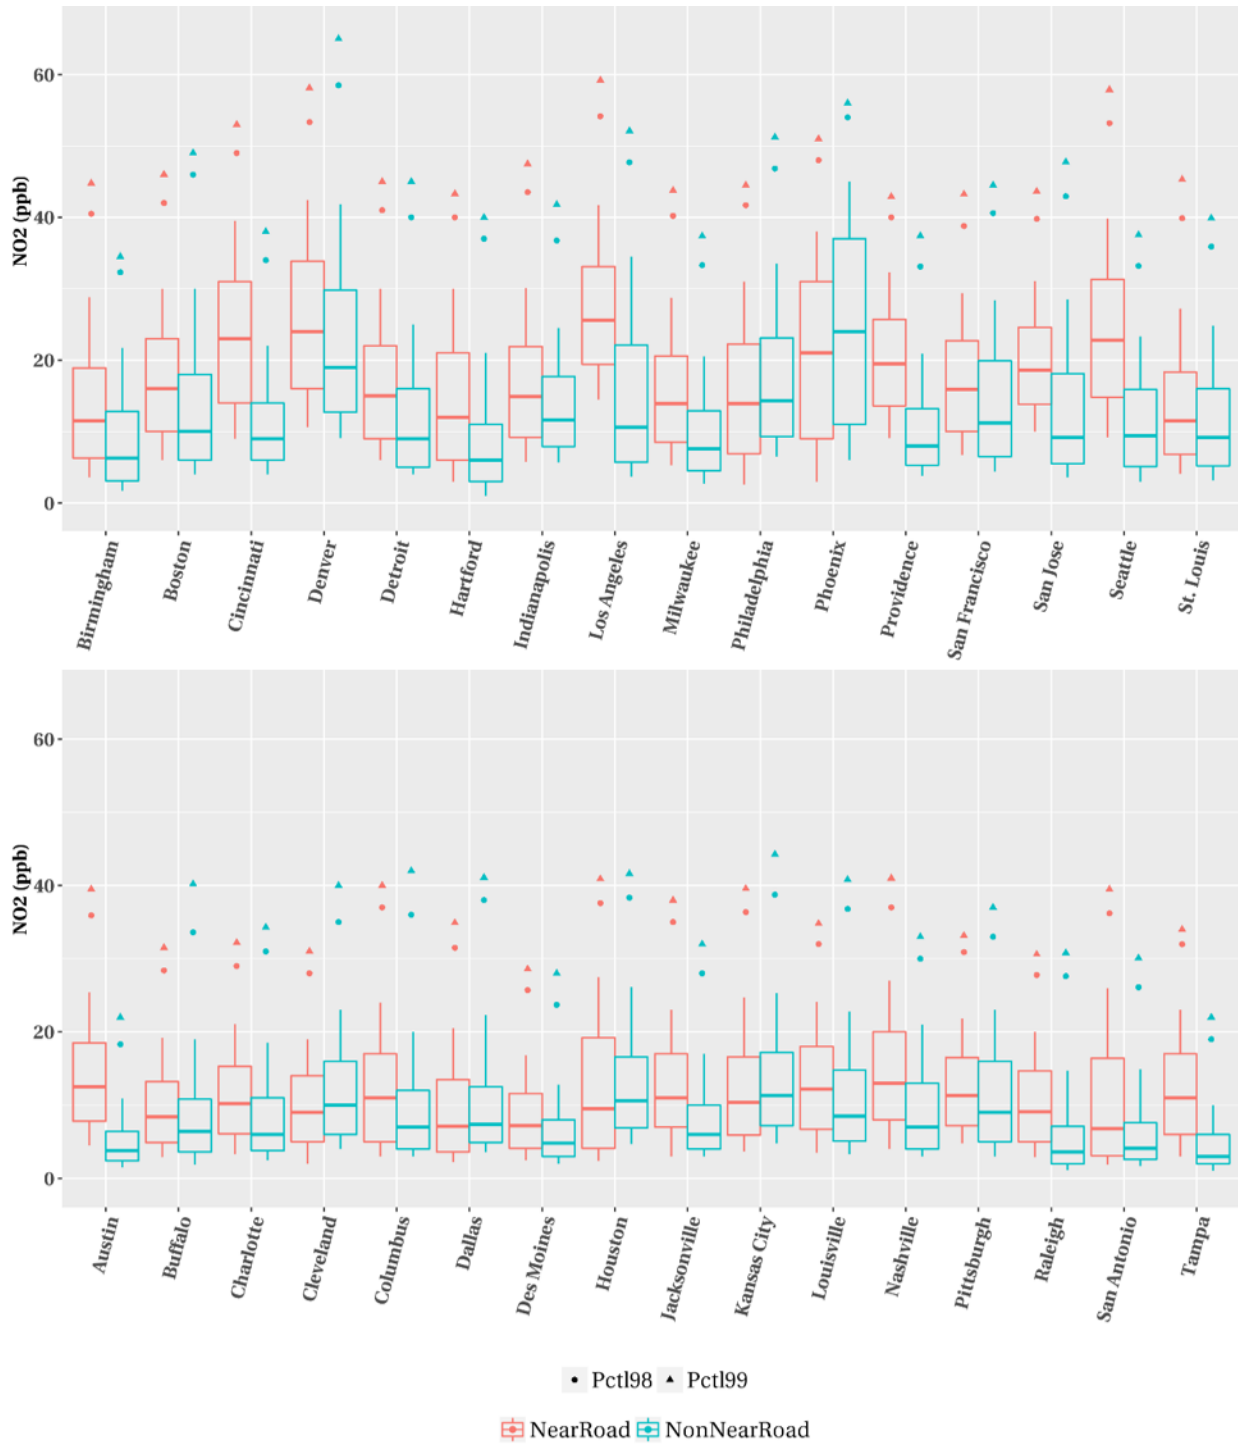 60
40
20
0
NO2 (ppb)
Birmingham
Boston
Cincinnati
Denver
Detroit
Hartford
Indianapolis
Los Angeles
Milwaukee
Philadelphia
Phoenix
Providence
San Francisco
San Jose
Seattle
St. Louis
60
40
20
0
NO2 (ppb)
Austin
Buffalo
Charlotte
Cleveland
Columbus
Dallas
Des Moines
Houston
Jacksonville
Kansas City
Louisville
Nashville
Pittsburgh
Raleigh
San Antonio
Tampa
Pctl98 Pctl99
NearRoad NonNearRoad